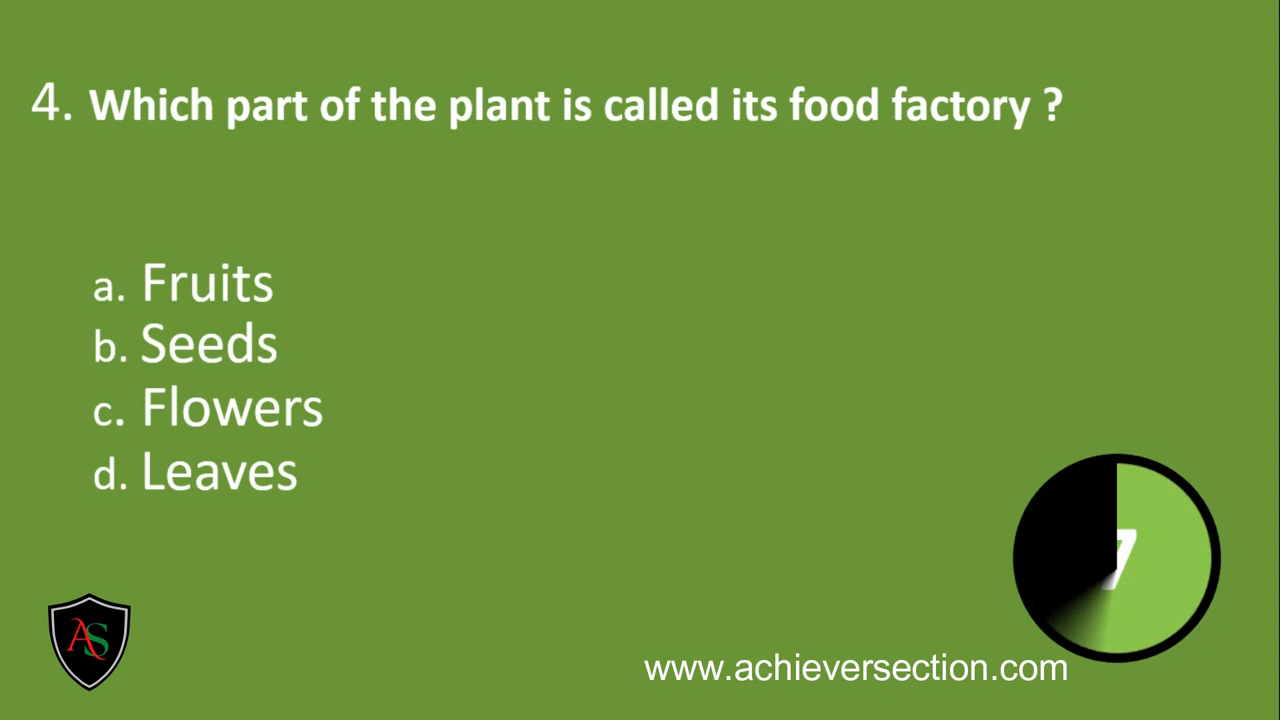 4. Which part of the plant is called its food factory ?
a. Fruits
b. Seeds
c. Flowers
d. Leaves
7
AS
www.achieversection.com